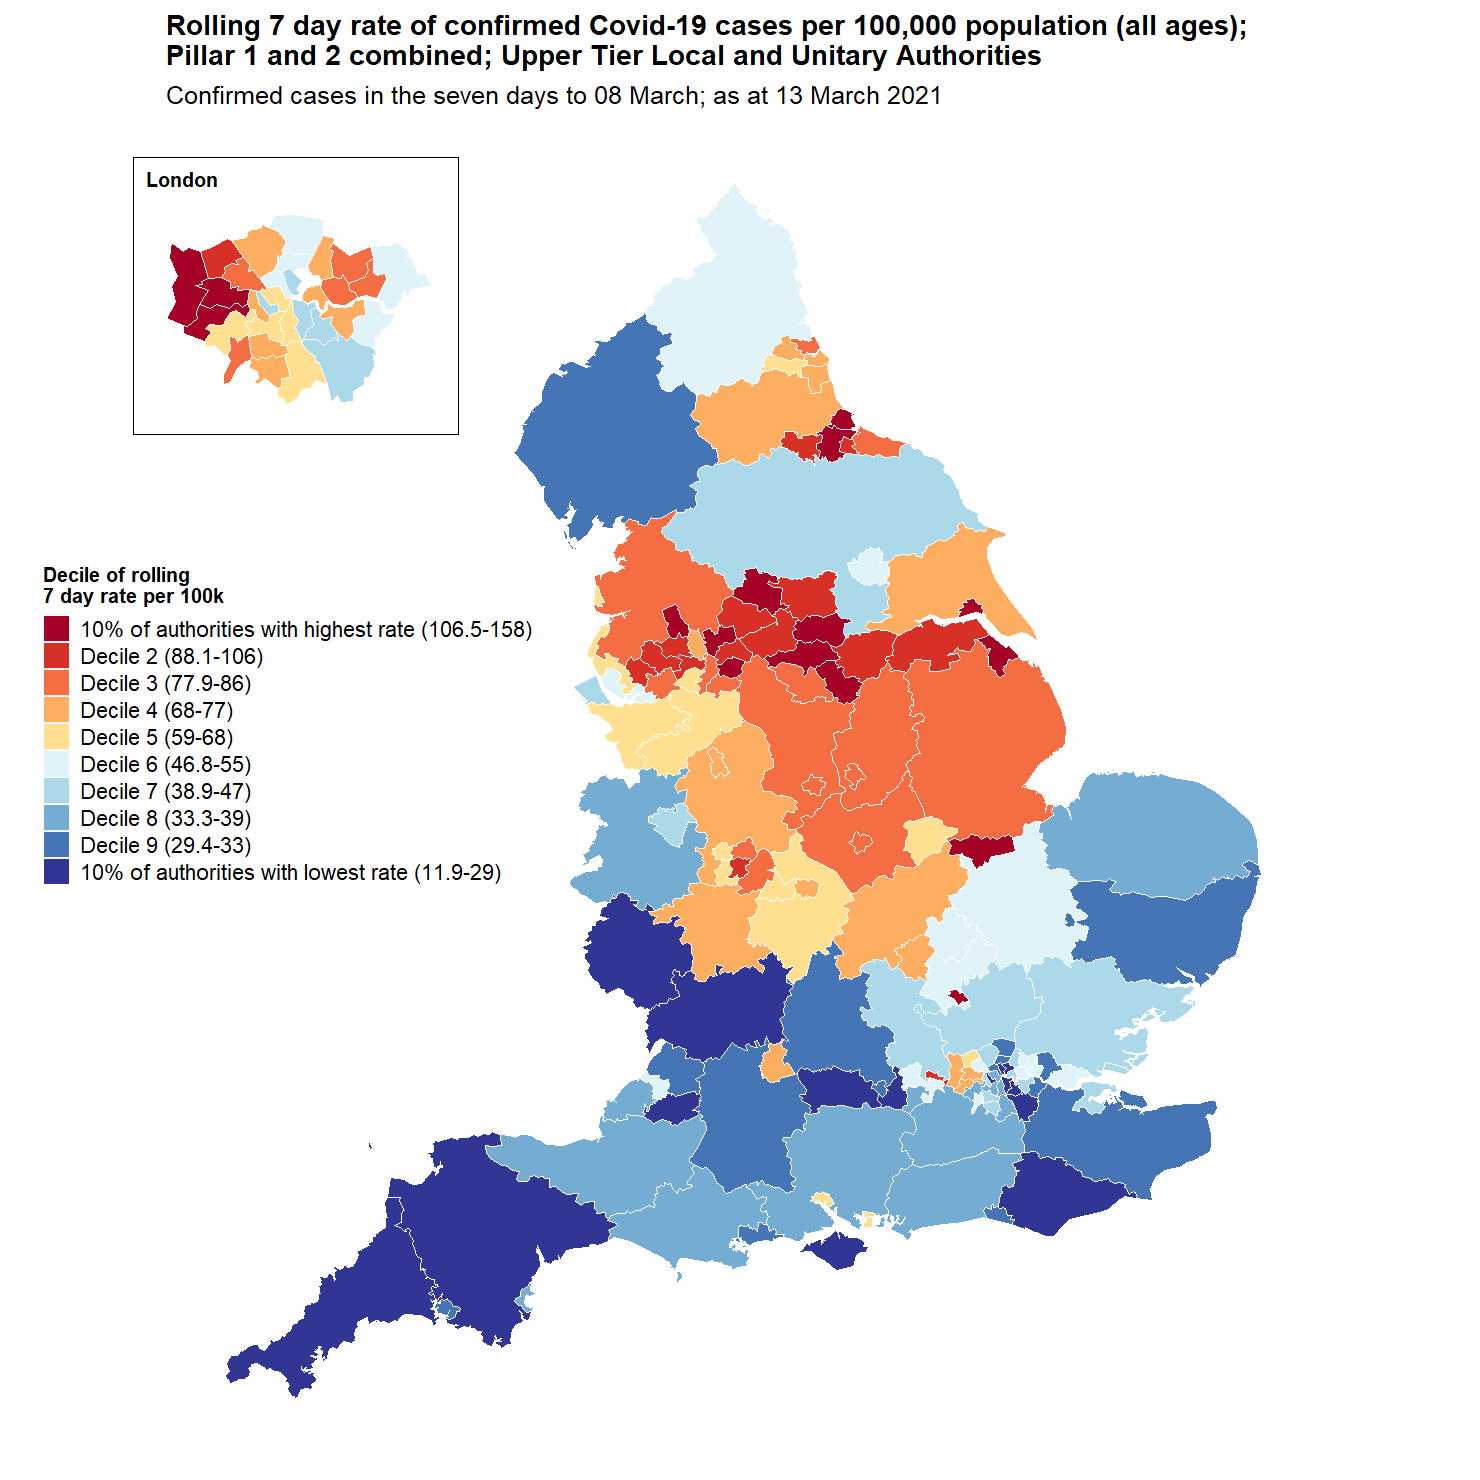 Rolling 7 day rate of confirmed Covid-19 cases per 100,000 population (all ages);
Pillar 1 and 2 combined; Upper Tier Local and Unitary Authorities
Confirmed cases in the seven days to 08 March; as at 13 March 2021
London
Decile of rolling
7 day rate per 100k
10% of authorities with highest rate (106.5-158)
Decile 2 (88.1-106)
Decile 3 (77.9-86)
Decile 4 (68-77)
Decile 5 (59-68)
Decile 6 (46.8-55)
Decile 7 (38.9-47)
Decile 8 (33.3-39)
Decile 9 (29.4-33)
10% of authorities with lowest rate (11.9-29)